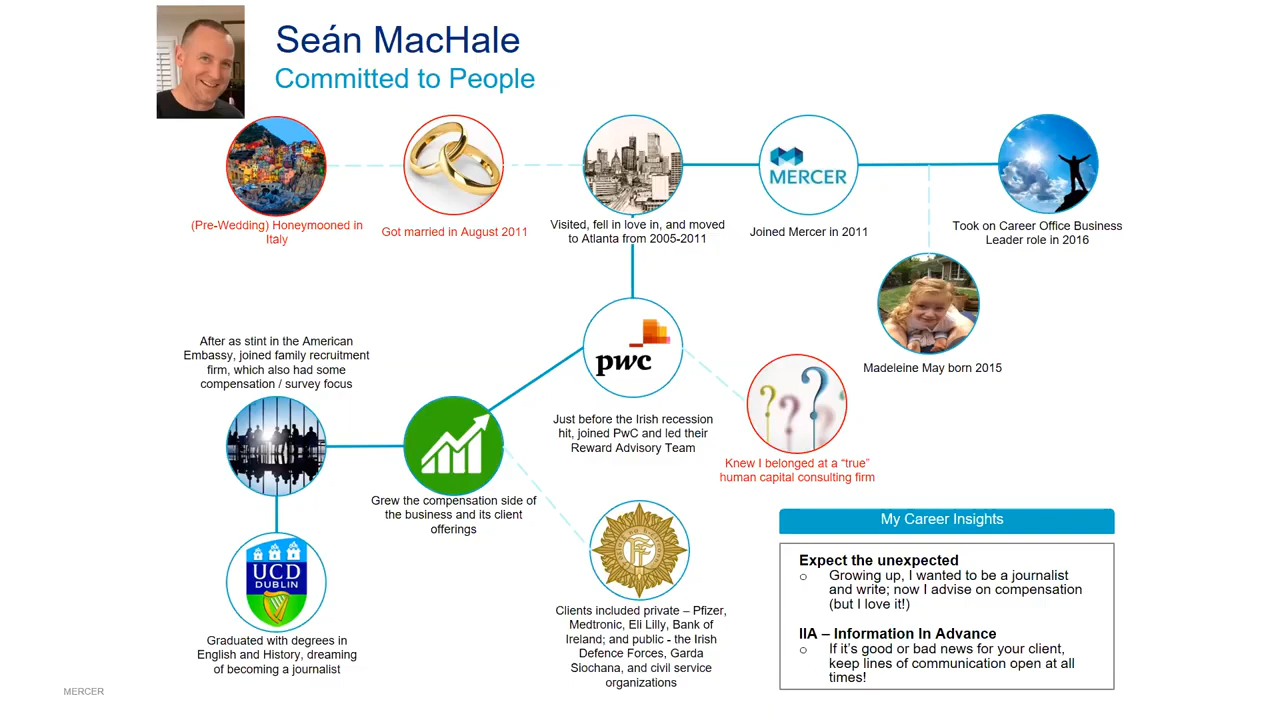 Seán MacHale
Committed to People
(Pre-Wedding) Honeymooned in
Italy
Got married in August 2011
Visited, fell in love in, and moved
to Atlanta from 2005-2011
MERCER
Joined Mercer in 2011
Took on Career Office Business
Leader role in 2016
Madeleine May born 2015
After as stint in the American
Embassy, joined family recruitment
firm, which also had some
compensation / survey focus
pwc
Just before the Irish recession
hit, joined PwC and led their
Reward Advisory Team
? ? ?
Knew I belonged at a “true”
human capital consulting firm
Grew the compensation side of
the business and its client
offerings
UCD
DUBLIN
Graduated with degrees in
English and History, dreaming
of becoming a journalist
Clients included private – Pfizer,
Medtronic, Eli Lilly, Bank of
Ireland; and public - the Irish
Defence Forces, Garda
Siochana, and civil service
organizations
My Career Insights
Expect the unexpected
o Growing up, I wanted to be a journalist
and write; now I advise on compensation
(but I love it!)
IIA – Information In Advance
o If it’s good or bad news for your client,
keep lines of communication open at all
times!
MERCER